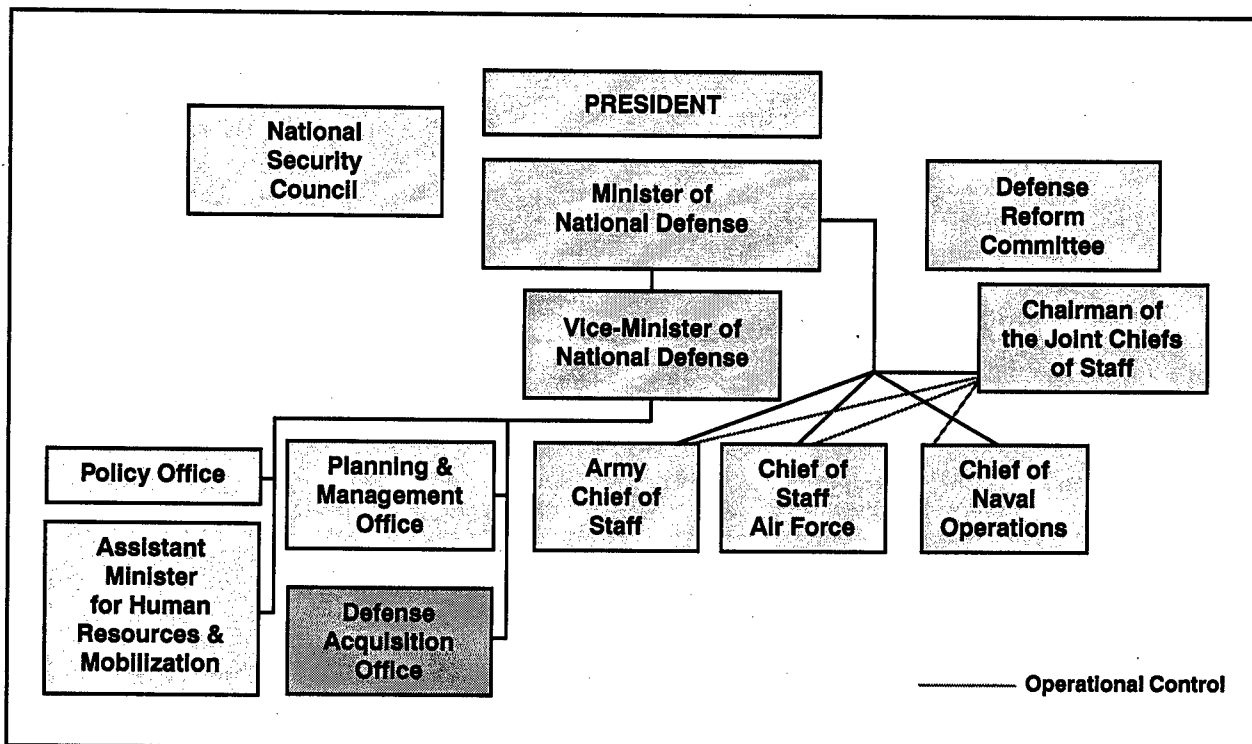 PRESIDENT
National
Security
Council
Minister of
National Defense
Defense
Reform
Committee
Vice-Minister of
National Defense
Chairman of
the Joint Chiefs
of Staff
Policy Office
Planning &
Management
Office
Army
Chief of
Staff
Chief of
Staff
Air Force
Chief of
Naval
Operations
Assistant
Minister
for Human
Resources &
Mobilization
Defense
Acquisition
Office
Operational Control